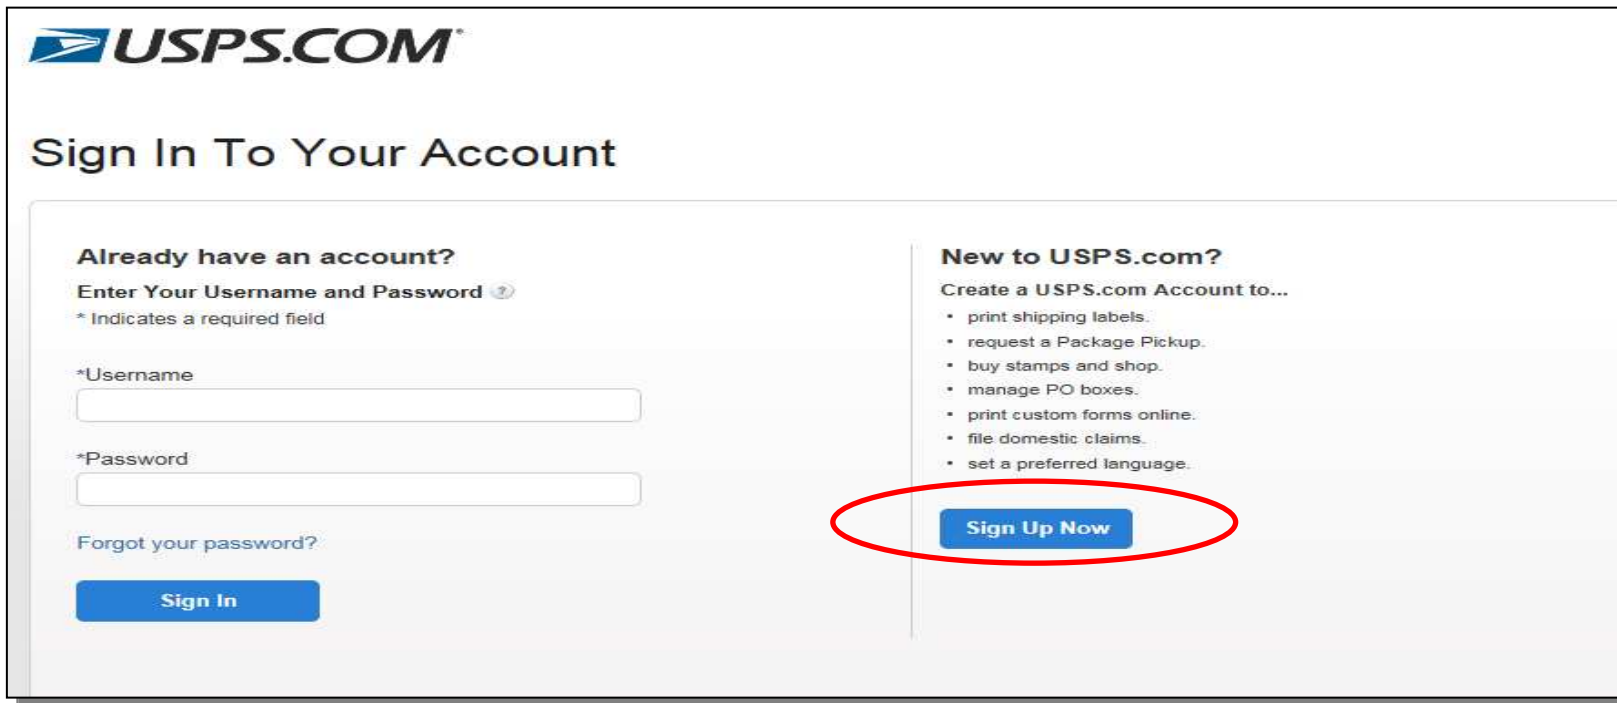 USPS.COM
Sign In To Your Account
Already have an account?
Enter Your Username and Password ?
* Indicates a required field
*Username
*Password
Forgot your password?
Sign In
New to USPS.com?
Create a USPS.com Account to...
• print shipping labels.
• request a Package Pickup.
• buy stamps and shop.
• manage PO boxes.
• print custom forms online.
• file domestic claims.
• set a preferred language.
Sign Up Now